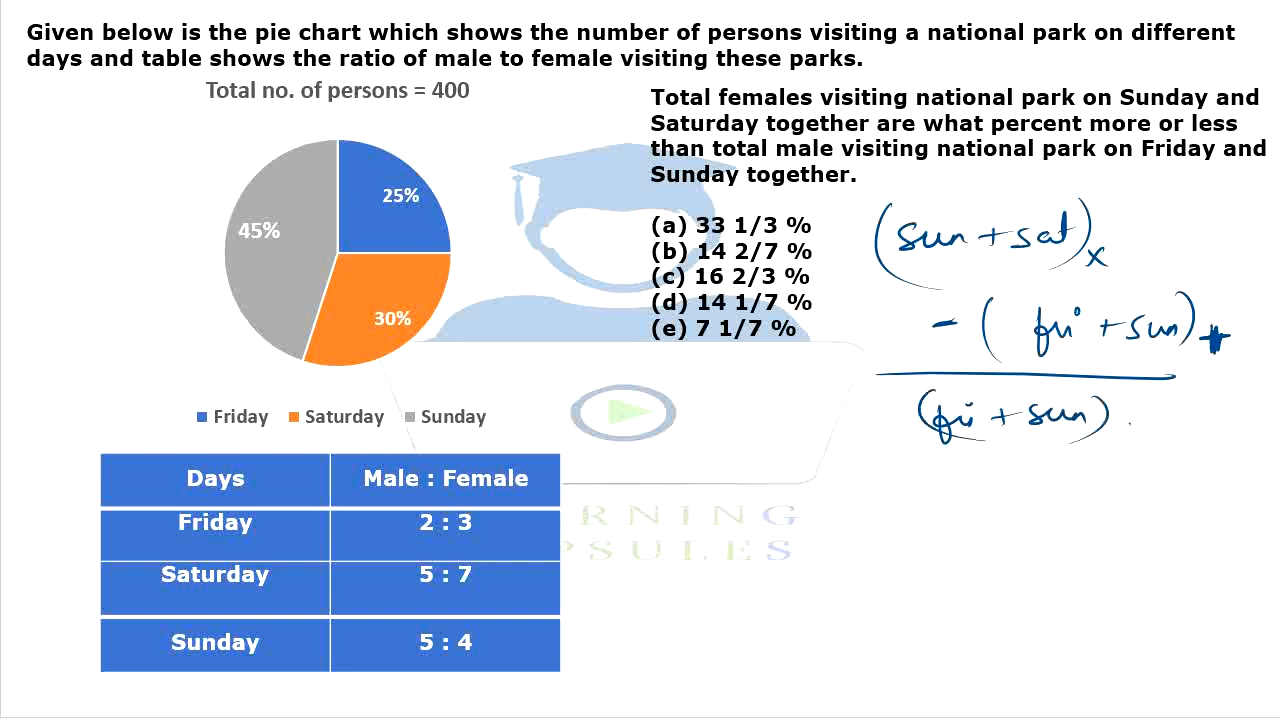 Given below is the pie chart which shows the number of persons visiting a national park on different
days and table shows the ratio of male to female visiting these parks.
Total no. of persons = 400
25%
45%
30%
Friday Saturday Sunday
Days Male : Female
Friday 2 : 3
Saturday 5 : 7
Sunday 5 : 4
Total females visiting national park on Sunday and
Saturday together are what percent more or less
than total male visiting national park on Friday and
Sunday together.
(a) 33 1/3 %
(b) 14 2/7 %
(c) 16 2/3 %
(d) 14 1/7 %
(e) 7 1/7 %
(sun + sat)x
- (fri + sun)
(fri + sun)
RNING
PSULES